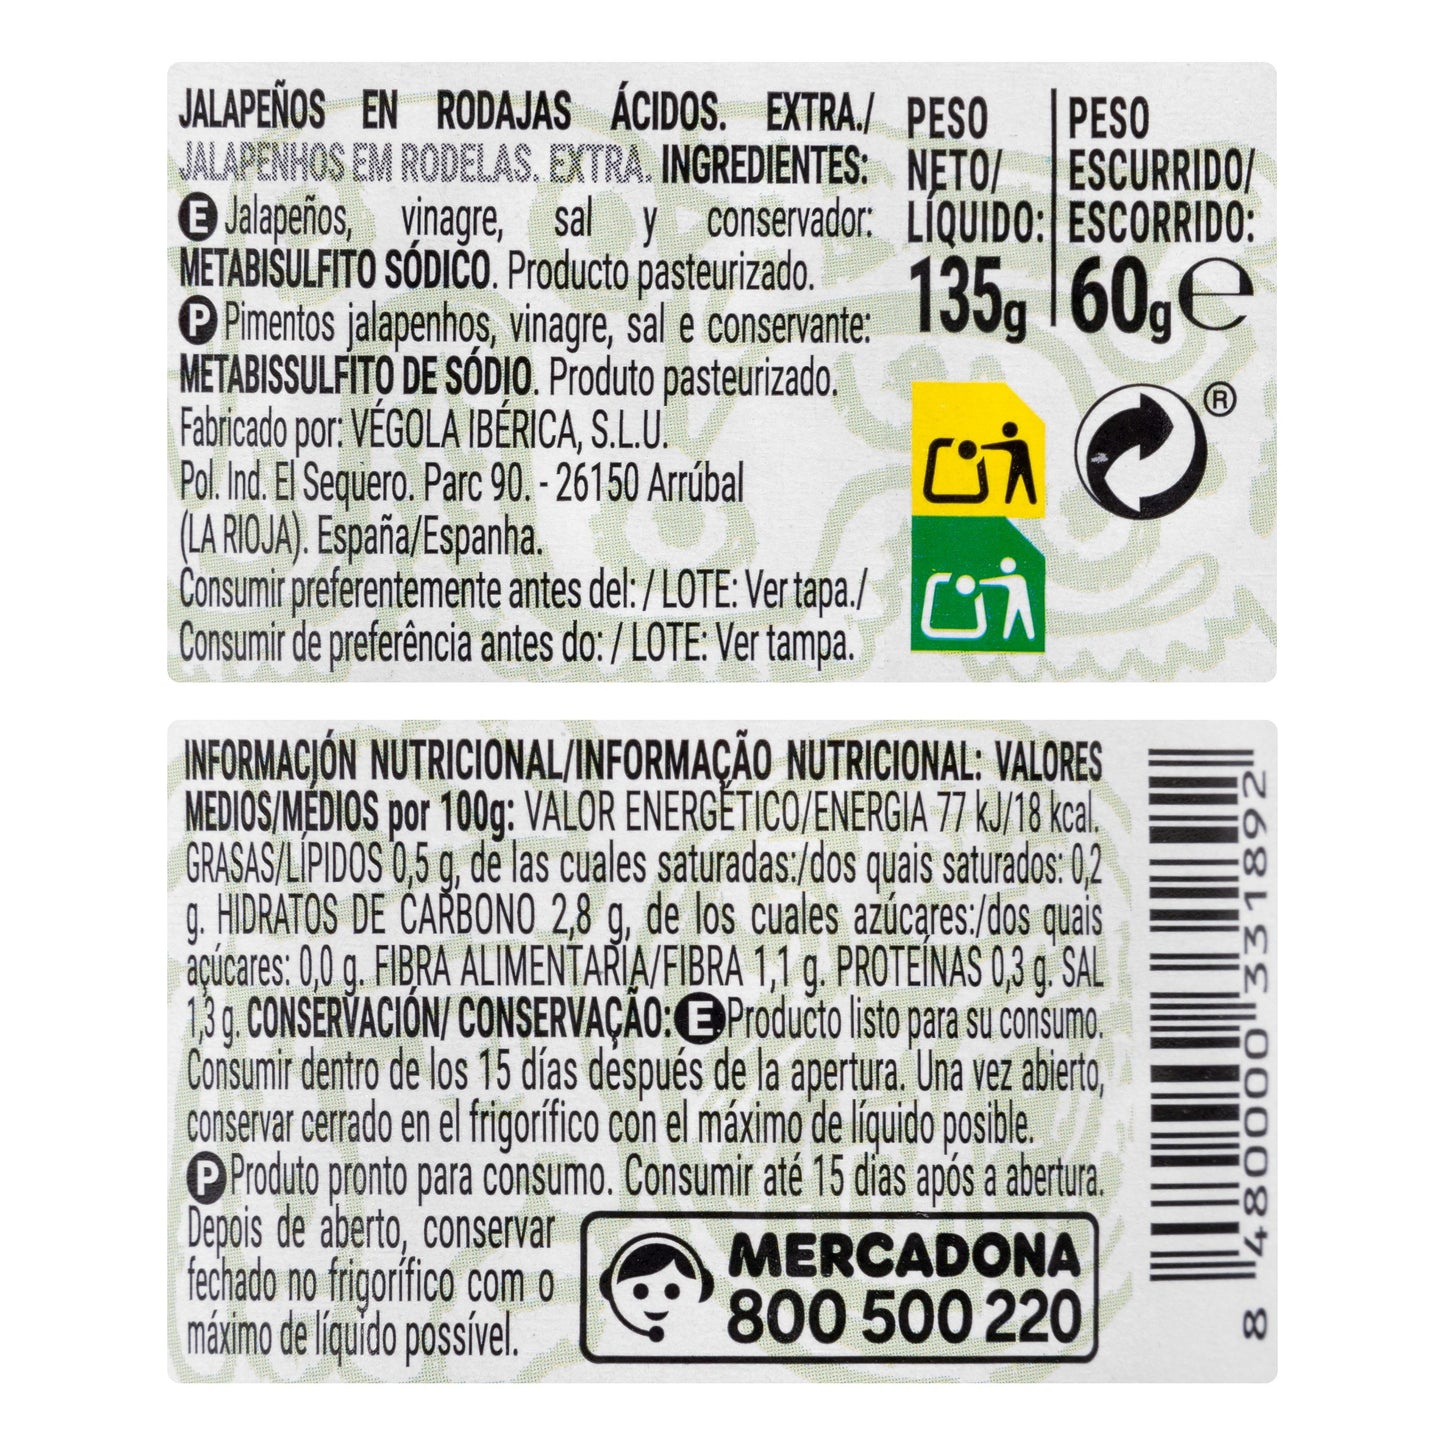 JALAPEÑOS EN RODAJAS ÁCIDOS. EXTRA./
JALAPENHOS EM RODELAS. EXTRA. INGREDIENTES:
E Jalapeños, vinagre, sal y conservador:
METABISULFITO SÓDICO. Producto pasteurizado.
P Pimentos jalapenhos, vinagre, sal e conservante:
METABISSULFITO DE SÓDIO. Produto pasteurizado.
Fabricado por: VÉGOLA IBÉRICA, S.L.U.
Pol. Ind. El Sequero. Parc 90. - 26150 Arrúbal
(LA RIOJA). España/Espanha.
Consumir preferentemente antes del: / LOTE: Ver tapa./
Consumir de preferência antes do: / LOTE: Ver tampa.
PESO
NETO/
LÍQUIDO:
135g
PESO
ESCURRIDO/
ESCORRIDO:
60g e
®
INFORMACIÓN NUTRICIONAL/INFORMAÇÃO NUTRICIONAL: VALORES
MEDIOS/MÉDIOS por 100g: VALOR ENERGÉTICO/ENERGIA 77 kJ/18 kcal.
GRASAS/LÍPIDOS 0,5 g, de las cuales saturadas:/dos quais saturados: 0,2
g. HIDRATOS DE CARBONO 2,8 g, de los cuales azúcares:/dos quais
açúcares: 0,0 g. FIBRA ALIMENTARIA/FIBRA 1,1 g. PROTEÍNAS 0,3 g. SAL
1,3 g. CONSERVACIÓN/ CONSERVAÇÃO: E Producto listo para su consumo.
Consumir dentro de los 15 días después de la apertura. Una vez abierto,
conservar cerrado en el frigorífico con el máximo de líquido posible.
P Produto pronto para consumo. Consumir até 15 dias após a abertura.
Depois de aberto, conservar
fechado no frigorífico com o
máximo de líquido possível.
MERCADONA
800 500 220
8 480000 331892